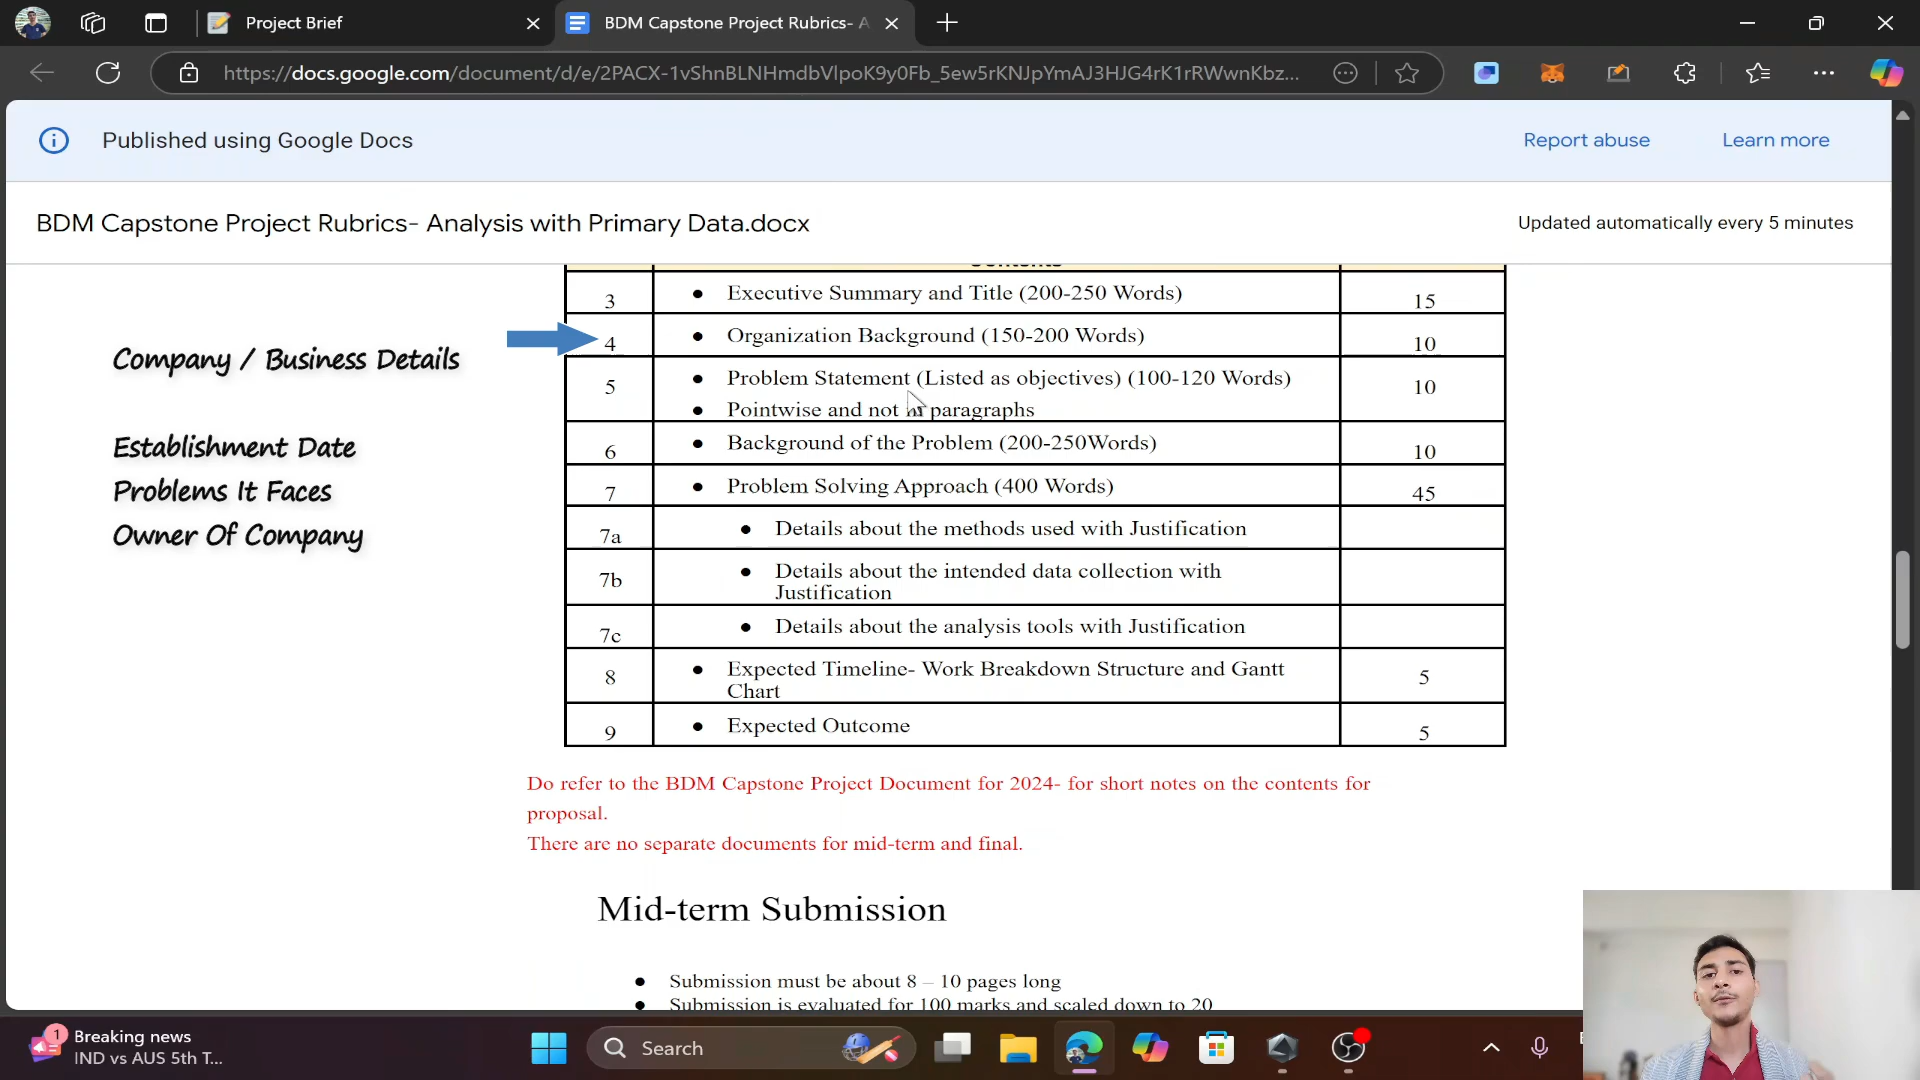 Project Brief
BDM Capstone Project Rubrics- A
https://docs.google.com/document/d/e/2PACX-1vShnBLNHmdbVlpoK9y0Fb_5ew5rKNJpYmAJ3HJG4rK1rRWwnKbz...
Published using Google Docs
Report abuse
Learn more
BDM Capstone Project Rubrics- Analysis with Primary Data.docx
Updated automatically every 5 minutes
Company / Business Details
Establishment Date
Problems It Faces
Owner Of Company
3 • Executive Summary and Title (200-250 Words) 15
4 • Organization Background (150-200 Words) 10
5 • Problem Statement (Listed as objectives) (100-120 Words) 10
• Pointwise and not in paragraphs
6 • Background of the Problem (200-250Words) 10
7 • Problem Solving Approach (400 Words) 45
7a • Details about the methods used with Justification
7b • Details about the intended data collection with
Justification
7c • Details about the analysis tools with Justification
8 • Expected Timeline- Work Breakdown Structure and Gantt 5
Chart
9 • Expected Outcome 5
Do refer to the BDM Capstone Project Document for 2024- for short notes on the contents for
proposal.
There are no separate documents for mid-term and final.
Mid-term Submission
• Submission must be about 8 – 10 pages long
• Submission is evaluated for 100 marks and scaled down to 20
1
Breaking news
IND vs AUS 5th T...
Search